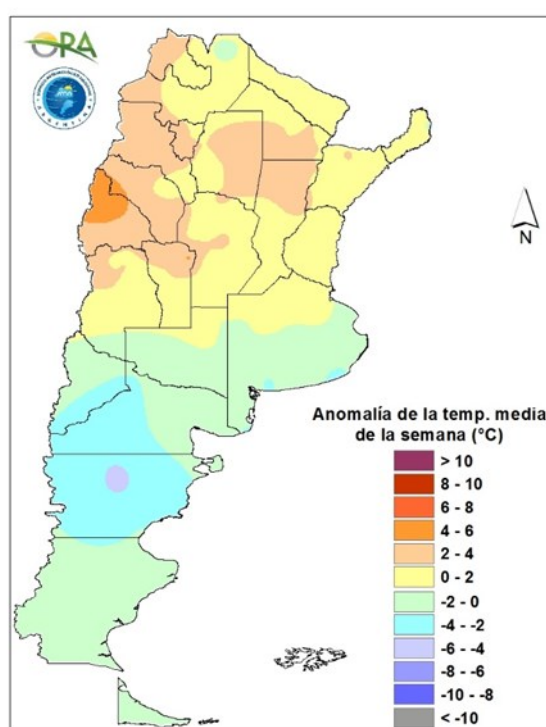 ORA
N
Anomalía de la temp. media
de la semana (°C)
> 10
8 - 10
6 - 8
4 - 6
2 - 4
0 - 2
-2 - 0
-4 - -2
-6 - -4
-8 - -6
-10 - -8
< -10